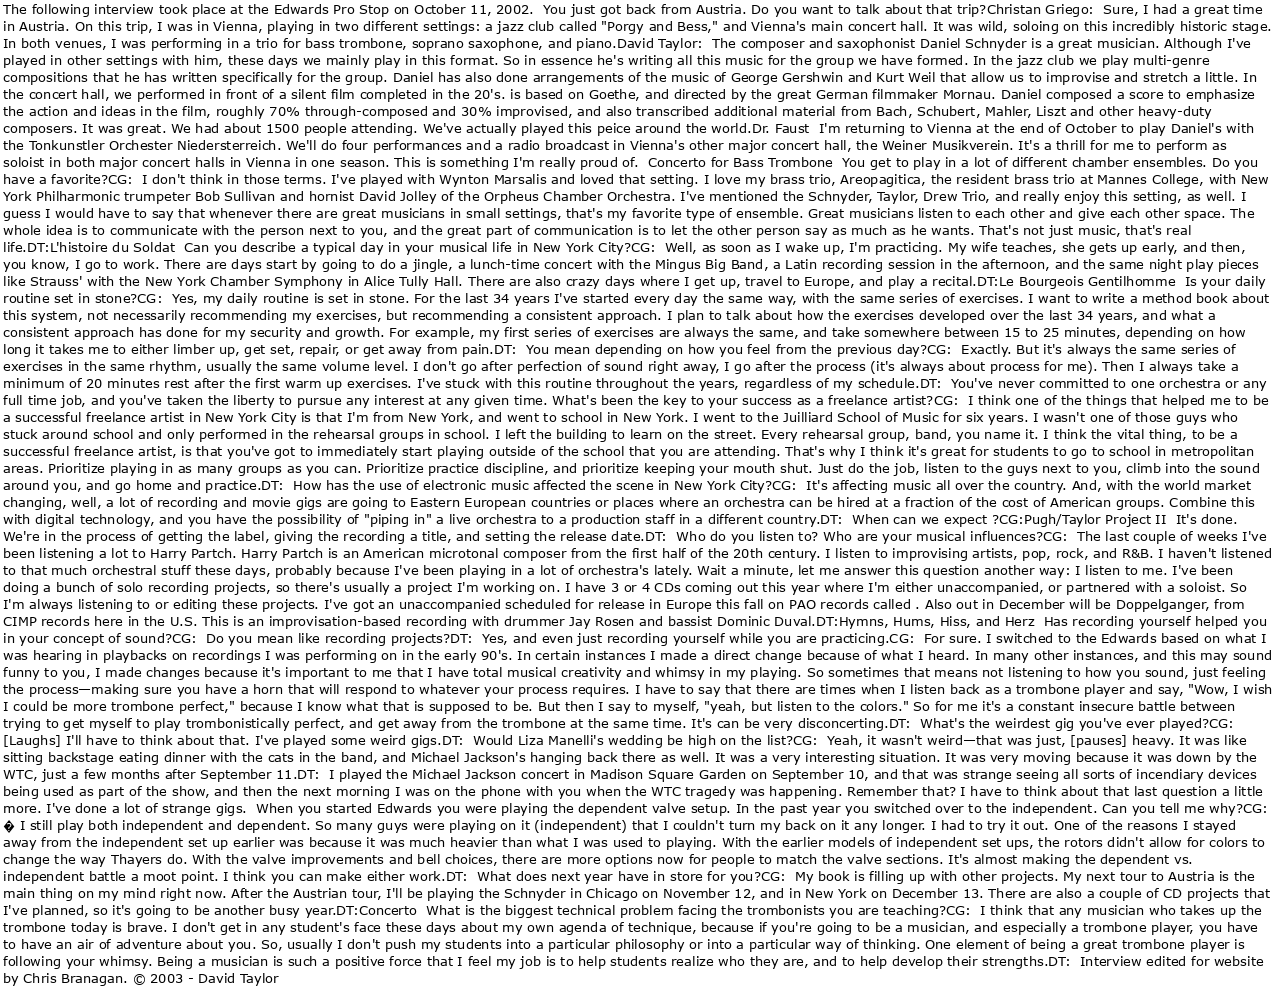 The following interview took place at the Edwards Pro Stop on October 11, 2002.  You just got back from Austria. Do you want to talk about that trip?Christian Griego:  Sure, I had a great time
in Austria. On this trip, I was in Vienna, playing in two different settings: a jazz club called "Porgy and Bess," and Vienna's main concert hall. It was wild, soloing on this incredibly historic stage.
In both venues, I was performing in a trio for bass trombone, soprano saxophone, and piano.David Taylor:  The composer and saxophonist Daniel Schnyder is a great musician. Although I've
played in other settings with him, these days we mainly play in this format. So in essence he's writing all this music for the group we have formed. In the jazz club we play multi-genre
compositions that he has written specifically for the group. Daniel has also done arrangements of the music of George Gershwin and Kurt Weil that allow us to improvise and stretch a little. In
the concert hall, we performed in front of a silent film completed in the 20's. is based on Goethe, and directed by the great German filmmaker Mornau. Daniel composed a score to emphasize
the action and ideas in the film, roughly 70% through-composed and 30% improvised, and also transcribed additional material from Bach, Schubert, Mahler, Liszt and other heavy-duty
composers. It was great. We had about 1500 people attending. We've actually played this peice around the world.Dr. Faust  I'm returning to Vienna at the end of October to play Daniel's with
the Tonkunstler Orchester Niedersterreich. We'll do four performances and a radio broadcast in Vienna's other major concert hall, the Weiner Musikverein. It's a thrill for me to perform as
soloist in both major concert halls in Vienna in one season. This is something I'm really proud of.  Concerto for Bass Trombone  You get to play in a lot of different chamber ensembles. Do you
have a favorite?CG:  I don't think in those terms. I've played with Wynton Marsalis and loved that setting. I love my brass trio, Areopagitica, the resident brass trio at Mannes College, with New
York Philharmonic trumpeter Bob Sullivan and hornist David Jolley of the Orpheus Chamber Orchestra. I've mentioned the Schnyder, Taylor, Drew Trio, and really enjoy this setting, as well. I
guess I would have to say that whenever there are great musicians in small settings, that's my favorite type of ensemble. Great musicians listen to each other and give each other space. The
whole idea is to communicate with the person next to you, and the great part of communication is to let the other person say as much as he wants. That's not just music, that's real
life.DT:L'histoire du Soldat  Can you describe a typical day in your musical life in New York City?CG:  Well, as soon as I wake up, I'm practicing. My wife teaches, she gets up early, and then,
you know, I go to work. There are days start by going to do a jingle, a lunch-time concert with the Mingus Big Band, a Latin recording session in the afternoon, and the same night play pieces
like Strauss' with the New York Chamber Symphony in Alice Tully Hall. There are also crazy days where I get up, travel to Europe, and play a recital.DT:Le Bourgeois Gentilhomme  Is your daily
routine set in stone?CG:  Yes, my daily routine is set in stone. For the last 34 years I've started every day the same way, with the same series of exercises. I want to write a method book about
this system, not necessarily recommending my exercises, but recommending a consistent approach. I plan to talk about how the exercises developed over the last 34 years, and what a
consistent approach has done for my security and growth. For example, my first series of exercises are always the same, and take somewhere between 15 to 25 minutes, depending on how
long it takes me to either limber up, get set, repair, or get away from pain.DT:  You mean depending on how you feel from the previous day?CG:  Exactly. But it's always the same series of
exercises in the same rhythm, usually the same volume level. I don't go after perfection of sound right away, I go after the process (it's always about process for me). Then I always take a
minimum of 20 minutes rest after the first warm up exercises. I've stuck with this routine throughout the years, regardless of my schedule.DT:  You've never committed to one orchestra or any
full time job, and you've taken the liberty to pursue any interest at any given time. What's been the key to your success as a freelance artist?CG:  I think one of the things that helped me to be
a successful freelance artist in New York City is that I'm from New York, and went to school in New York. I went to the Juilliard School of Music for six years. I wasn't one of those guys who
stuck around school and only performed in the rehearsal groups in school. I left the building to learn on the street. Every rehearsal group, band, you name it. I think the vital thing, to be a
successful freelance artist, is that you've got to immediately start playing outside of the school that you are attending. That's why I think it's great for students to go to school in metropolitan
areas. Prioritize playing in as many groups as you can. Prioritize practice discipline, and prioritize keeping your mouth shut. Just do the job, listen to the guys next to you, climb into the sound
around you, and go home and practice.DT:  How has the use of electronic music affected the scene in New York City?CG:  It's affecting music all over the country. And, with the world market
changing, well, a lot of recording and movie gigs are going to Eastern European countries or places where an orchestra can be hired at a fraction of the cost of American groups. Combine this
with digital technology, and you have the possibility of "piping in" a live orchestra to a production staff in a different country.DT:  When can we expect ?CG:Pugh/Taylor Project II  It's done.
We're in the process of getting the label, giving the recording a title, and setting the release date.DT:  Who do you listen to? Who are your musical influences?CG:  The last couple of weeks I've
been listening a lot to Harry Partch. Harry Partch is an American microtonal composer from the first half of the 20th century. I listen to improvising artists, pop, rock, and R&B. I haven't listened
to that much orchestral stuff these days, probably because I've been playing in a lot of orchestra's lately. Wait a minute, let me answer this question another way: I listen to me. I've been
doing a bunch of solo recording projects, so there's usually a project I'm working on. I have 3 or 4 CDs coming out this year where I'm either unaccompanied, or partnered with a soloist. So
I'm always listening to or editing these projects. I've got an unaccompanied scheduled for release in Europe this fall on PAO records called . Also out in December will be Doppelganger, from
CIMP records here in the U.S. This is an improvisation-based recording with drummer Jay Rosen and bassist Dominic Duval.DT:Hymns, Hums, Hiss, and Herz  Has recording yourself helped you
in your concept of sound?CG:  Do you mean like recording projects?DT:  Yes, and even just recording yourself while you are practicing.CG:  For sure. I switched to the Edwards based on what I
was hearing in playbacks on recordings I was performing on in the early 90's. In certain instances I made a direct change because of what I heard. In many other instances, and this may sound
funny to you, I made changes because it's important to me that I have total musical creativity and whimsy in my playing. So sometimes that means not listening to how you sound, just feeling
the process—making sure you have a horn that will respond to whatever your process requires. I have to say that there are times when I listen back as a trombone player and say, "Wow, I wish
I could be more trombone perfect," because I know what that is supposed to be. But then I say to myself, "yeah, but listen to the colors." So for me it's a constant insecure battle between
trying to get myself to play trombonistically perfect, and get away from the trombone at the same time. It's can be very disconcerting.DT:  What's the weirdest gig you've ever played?CG:
[Laughs] I'll have to think about that. I've played some weird gigs.DT:  Would Liza Manelli's wedding be high on the list?CG:  Yeah, it wasn't weird—that was just, [pauses] heavy. It was like
sitting backstage eating dinner with the cats in the band, and Michael Jackson's hanging back there as well. It was a very interesting situation. It was very moving because it was down by the
WTC, just a few months after September 11.DT:  I played the Michael Jackson concert in Madison Square Garden on September 10, and that was strange seeing all sorts of incendiary devices
being used as part of the show, and then the next morning I was on the phone with you when the WTC tragedy was happening. Remember that? I have to think about that last question a little
more. I've done a lot of strange gigs.  When you started Edwards you were playing the dependent valve setup. In the past year you switched over to the independent. Can you tell me why?CG:
� I still play both independent and dependent. So many guys were playing on it (independent) that I couldn't turn my back on it any longer. I had to try it out. One of the reasons I stayed
away from the independent set up earlier was because it was much heavier than what I was used to playing. With the earlier models of independent set ups, the rotors didn't allow for colors to
change the way Thayers do. With the valve improvements and bell choices, there are more options now for people to match the valve sections. It's almost making the dependent vs.
independent battle a moot point. I think you can make either work.DT:  What does next year have in store for you?CG:  My book is filling up with other projects. My next tour to Austria is the
main thing on my mind right now. After the Austrian tour, I'll be playing the Schnyder in Chicago on November 12, and in New York on December 13. There are also a couple of CD projects that
I've planned, so it's going to be another busy year.DT:Concerto  What is the biggest technical problem facing the trombonists you are teaching?CG:  I think that any musician who takes up the
trombone today is brave. I don't get in any student's face these days about my own agenda of technique, because if you're going to be a musician, and especially a trombone player, you have
to have an air of adventure about you. So, usually I don't push my students into a particular philosophy or into a particular way of thinking. One element of being a great trombone player is
following your whimsy. Being a musician is such a positive force that I feel my job is to help students realize who they are, and to help develop their strengths.DT:  Interview edited for website
by Chris Branagan. © 2003 - David Taylor